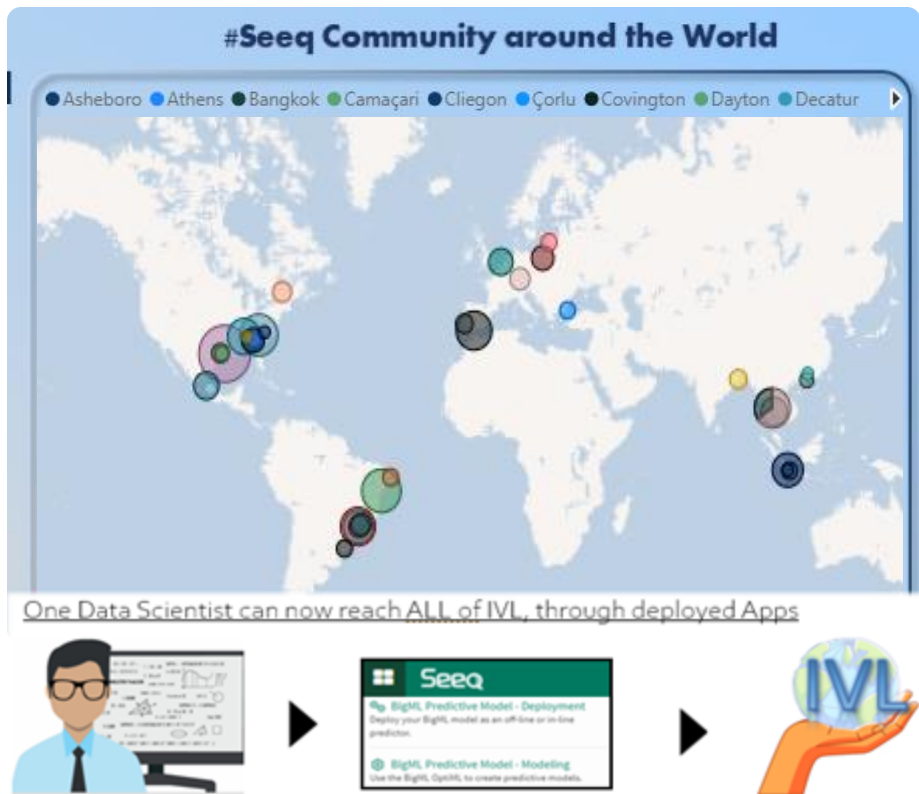 #Seeq Community around the World
Asheboro Athens Bangkok Camaçari Cliegon Çorlu Covington Dayton Decatur
One Data Scientist can now reach ALL of IVL, through deployed Apps
Seeq
BigML Predictive Model - Deployment
Deploy your BigML model as an off-line or in-line
predictor.
BigML Predictive Model - Modeling
Use the BigML OptiML to create predictive models.
IVL